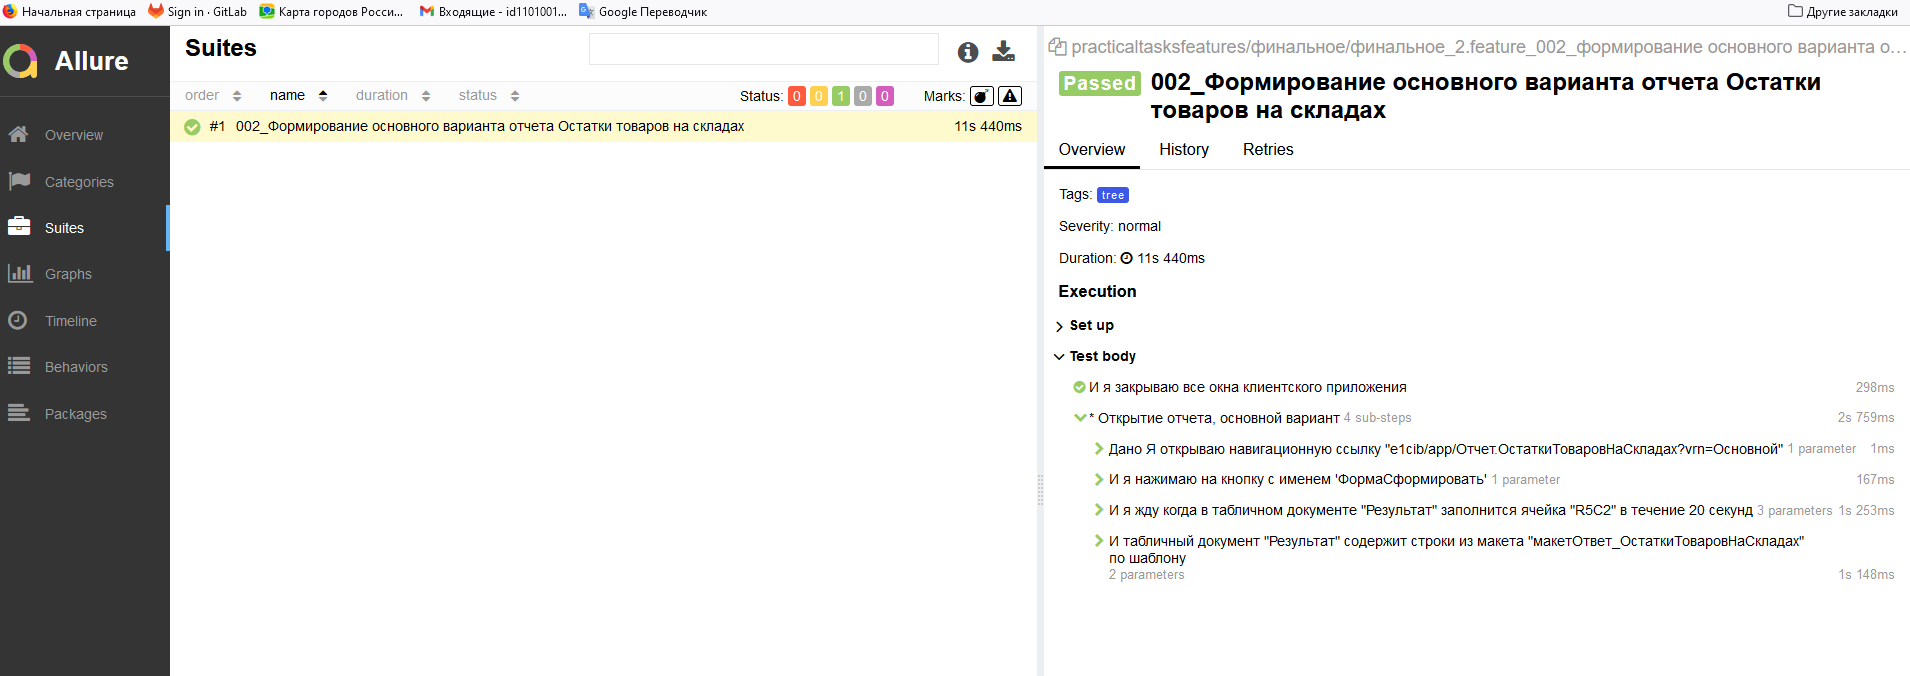 Начальная страница
Sign in · GitLab
Карта городов Росси...
Входящие - id1101001...
Google Переводчик
Другие закладки
Allure
Overview
Categories
Suites
Graphs
Timeline
Behaviors
Packages
Suites
order name duration status Status: 0 0 1 0 0 Marks:
#1 002_Формирование основного варианта отчета Остатки товаров на складах 11s 440ms
practicaltasksfeatures/финальное/финальное_2.feature_002_формирование основного варианта о...
Passed 002_Формирование основного варианта отчета Остатки
товаров на складах
Overview History Retries
Tags: tree
Severity: normal
Duration: 11s 440ms
Execution
Set up
Test body
И я закрываю все окна клиентского приложения 298ms
* Открытие отчета, основной вариант 4 sub-steps 2s 759ms
Дано Я открываю навигационную ссылку "e1cib/app/Отчет.ОстаткиТоваровНаСкладах?vrn=Основной" 1 parameter 1ms
И я нажимаю на кнопку с именем 'ФормаСформировать' 1 parameter 167ms
И я жду когда в табличном документе "Результат" заполнится ячейка "R5C2" в течение 20 секунд 3 parameters 1s 253ms
И табличный документ "Результат" содержит строки из макета "макетОтвет_ОстаткиТоваровНаСкладах"
по шаблону
2 parameters 1s 148ms